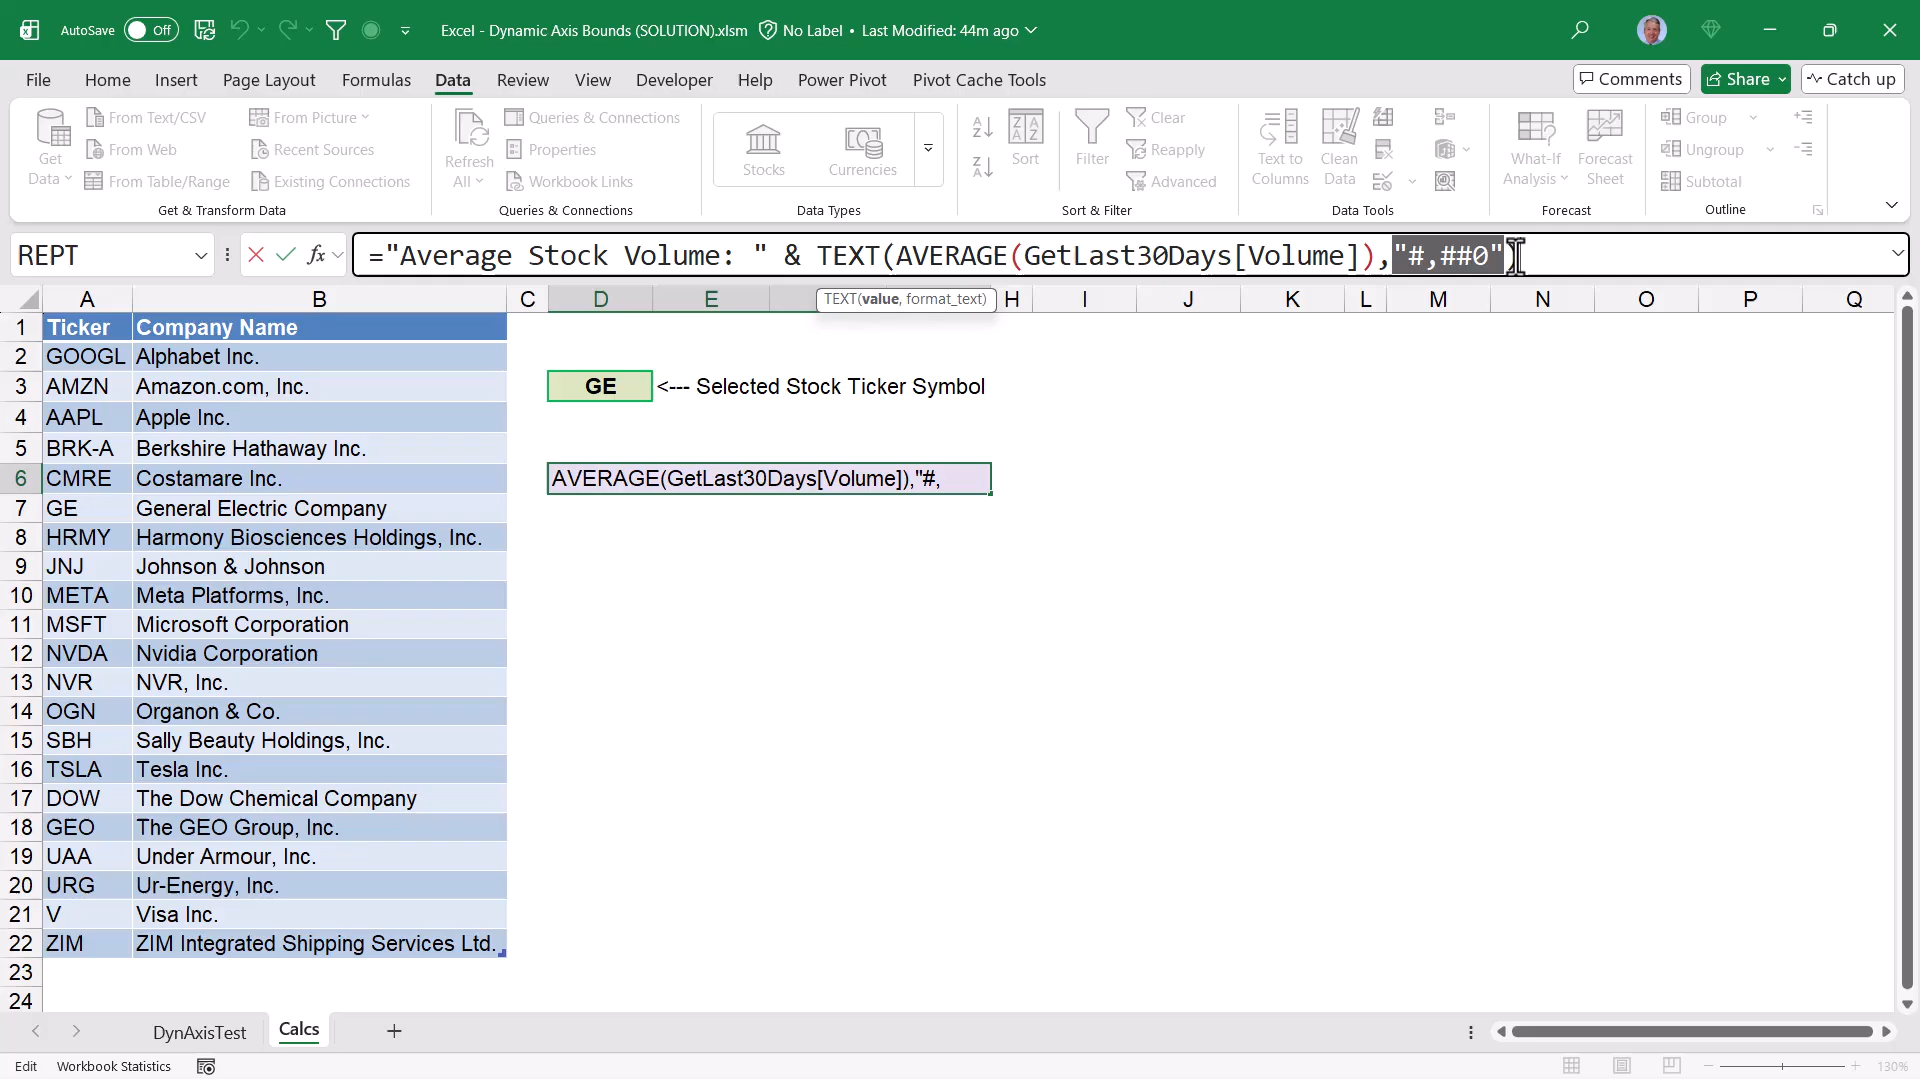 AutoSave Off Excel - Dynamic Axis Bounds (SOLUTION).xlsm No Label • Last Modified: 44m ago
File Home Insert Page Layout Formulas Data Review View Developer Help Power Pivot Pivot Cache Tools Comments Share Catch up
Get Data
From Text/CSV
From Web
From Table/Range
From Picture
Recent Sources
Existing Connections
Get & Transform Data
Refresh All
Queries & Connections
Properties
Workbook Links
Queries & Connections
Stocks Currencies
Data Types
Sort
Filter
Clear
Reapply
Advanced
Sort & Filter
Text to Columns
Clean Data
Data Tools
What-If Analysis
Forecast Sheet
Forecast
Group
Ungroup
Subtotal
Outline
REPT fx ="Average Stock Volume: " & TEXT(AVERAGE(GetLast30Days[Volume]),"#,##0")
TEXT(value, format_text)
A B C D E H I J K L M N O P Q
1 Ticker Company Name
2 GOOGL Alphabet Inc.
3 AMZN Amazon.com, Inc. GE <--- Selected Stock Ticker Symbol
4 AAPL Apple Inc.
5 BRK-A Berkshire Hathaway Inc.
6 CMRE Costamare Inc. AVERAGE(GetLast30Days[Volume]),"#,
7 GE General Electric Company
8 HRMY Harmony Biosciences Holdings, Inc.
9 JNJ Johnson & Johnson
10 META Meta Platforms, Inc.
11 MSFT Microsoft Corporation
12 NVDA Nvidia Corporation
13 NVR NVR, Inc.
14 OGN Organon & Co.
15 SBH Sally Beauty Holdings, Inc.
16 TSLA Tesla Inc.
17 DOW The Dow Chemical Company
18 GEO The GEO Group, Inc.
19 UAA Under Armour, Inc.
20 URG Ur-Energy, Inc.
21 V Visa Inc.
22 ZIM ZIM Integrated Shipping Services Ltd.
23
24
DynAxisTest Calcs
Edit Workbook Statistics 130%